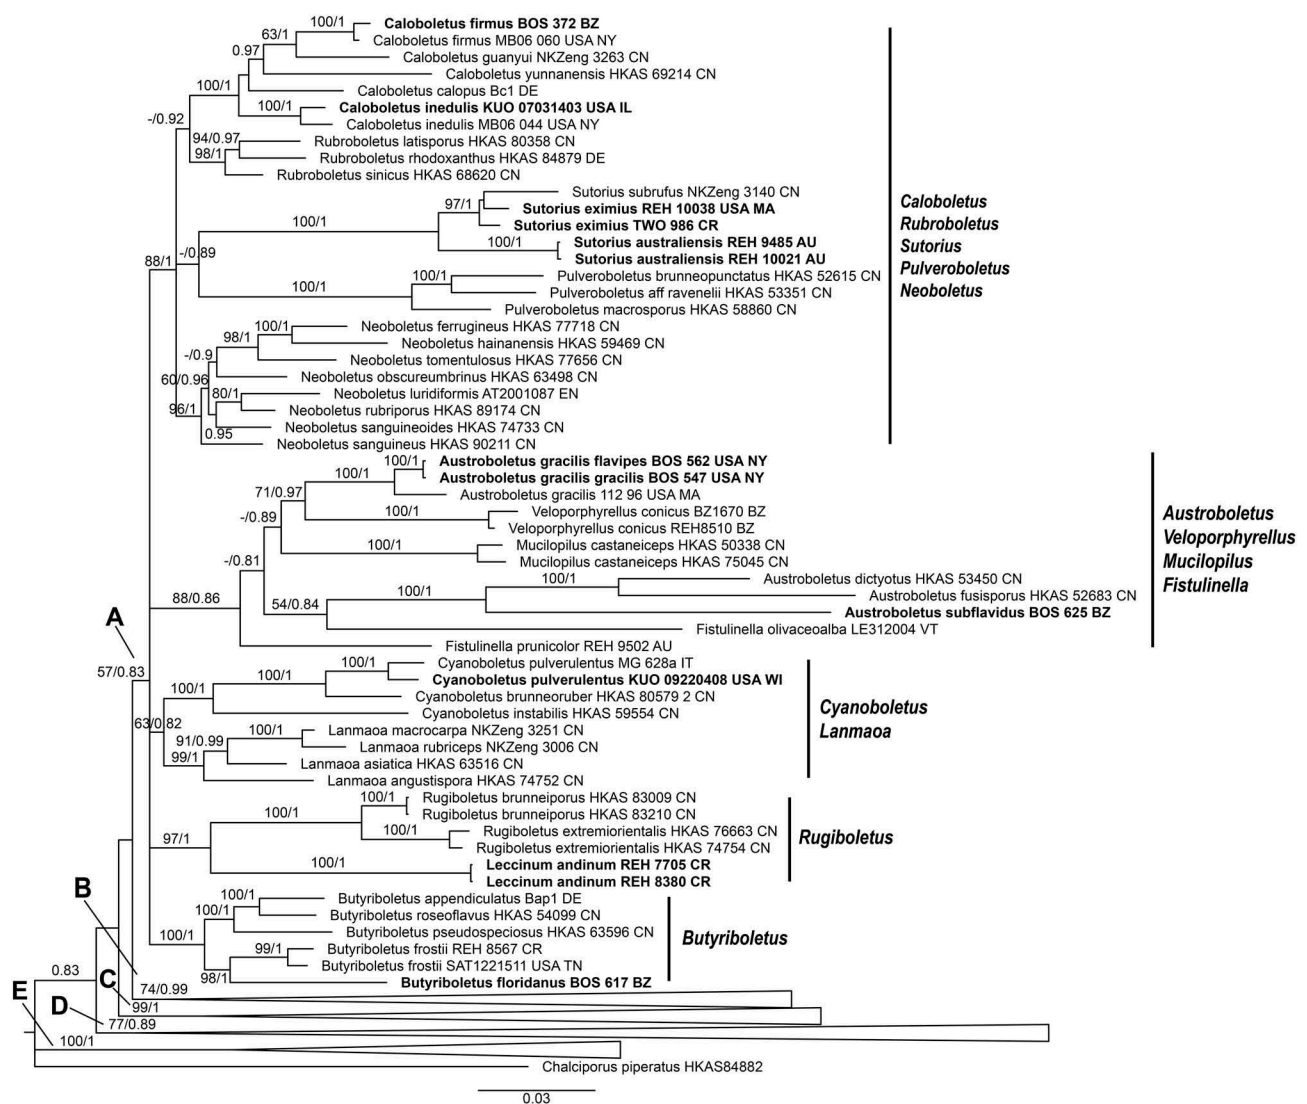 100/1
Caloboletus firmus BOS 372 BZ
63/1
Caloboletus firmus MB06 060 USA NY
0.97
Caloboletus guanyui NKZeng 3263 CN
Caloboletus yunnanensis HKAS 69214 CN
100/1
Caloboletus calopus Bc1 DE
100/1
Caloboletus inedulis KUO 07031403 USA IL
-/0.92
Caloboletus inedulis MB06 044 USA NY
94/0.97
Rubroboletus latisporus HKAS 80358 CN
98/1
Rubroboletus rhodoxanthus HKAS 84879 DE
Rubroboletus sinicus HKAS 68620 CN
Sutorius subrufus NKZeng 3140 CN
97/1
Sutorius eximius REH 10038 USA MA
100/1
Sutorius eximius TWO 986 CR
100/1
Sutorius australiensis REH 9485 AU
-/0.89
Sutorius australiensis REH 10021 AU
88/1
100/1
Pulveroboletus brunneopunctatus HKAS 52615 CN
100/1
Pulveroboletus aff ravenelii HKAS 53351 CN
Pulveroboletus macrosporus HKAS 58860 CN
Caloboletus
Rubroboletus
Sutorius
Pulveroboletus
Neoboletus
100/1
Neoboletus ferrugineus HKAS 77718 CN
98/1
Neoboletus hainanensis HKAS 59469 CN
-/0.9
Neoboletus tomentulosus HKAS 77656 CN
60/0.96
Neoboletus obscureumbrinus HKAS 63498 CN
80/1
Neoboletus luridiformis AT2001087 EN
96/1
Neoboletus rubriporus HKAS 89174 CN
Neoboletus sanguineoides HKAS 74733 CN
0.95
Neoboletus sanguineus HKAS 90211 CN
100/1
Austroboletus gracilis flavipes BOS 562 USA NY
100/1
Austroboletus gracilis gracilis BOS 547 USA NY
71/0.97
Austroboletus gracilis 112 96 USA MA
100/1
Veloporphyrellus conicus BZ1670 BZ
-/0.89
Veloporphyrellus conicus REH8510 BZ
100/1
Mucilopilus castaneiceps HKAS 50338 CN
-/0.81
Mucilopilus castaneiceps HKAS 75045 CN
100/1
Austroboletus dictyotus HKAS 53450 CN
100/1
Austroboletus fusisporus HKAS 52683 CN
88/0.86
54/0.84
Austroboletus subflavidus BOS 625 BZ
Fistulinella olivaceoalba LE312004 VT
Fistulinella prunicolor REH 9502 AU
Austroboletus
Veloporphyrellus
Mucilopilus
Fistulinella
A
57/0.83
100/1
Cyanoboletus pulverulentus MG 628a IT
100/1
Cyanoboletus pulverulentus KUO 09220408 USA WI
100/1
Cyanoboletus brunneoruber HKAS 80579 2 CN
Cyanoboletus instabilis HKAS 59554 CN
63/0.82
100/1
Lanmaoa macrocarpa NKZeng 3251 CN
91/0.99
Lanmaoa rubriceps NKZeng 3006 CN
99/1
Lanmaoa asiatica HKAS 63516 CN
Lanmaoa angustispora HKAS 74752 CN
Cyanoboletus
Lanmaoa
100/1
Rugiboletus brunneiporus HKAS 83009 CN
100/1
Rugiboletus brunneiporus HKAS 83210 CN
100/1
Rugiboletus extremiorientalis HKAS 76663 CN
97/1
Rugiboletus extremiorientalis HKAS 74754 CN
100/1
Leccinum andinum REH 7705 CR
Leccinum andinum REH 8380 CR
Rugiboletus
B
100/1
Butyriboletus appendiculatus Bap1 DE
100/1
Butyriboletus roseoflavus HKAS 54099 CN
100/1
Butyriboletus pseudospeciosus HKAS 63596 CN
99/1
Butyriboletus frostii REH 8567 CR
Butyriboletus frostii SAT1221511 USA TN
98/1
Butyriboletus floridanus BOS 617 BZ
Butyriboletus
0.83
C
74/0.99
E
D
99/1
77/0.89
100/1
Chalciporus piperatus HKAS84882
0.03